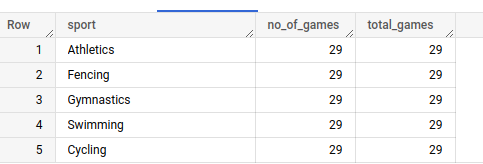 Row sport no_of_games total_games
1 Athletics 29 29
2 Fencing 29 29
3 Gymnastics 29 29
4 Swimming 29 29
5 Cycling 29 29